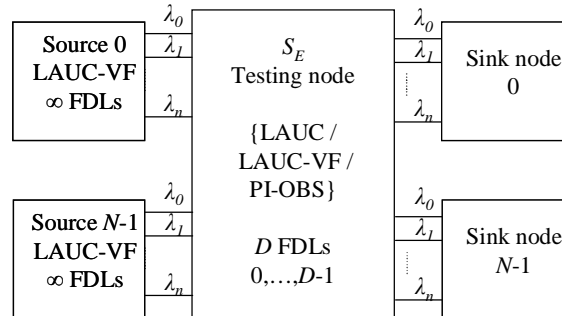 Source 0
LAUC-VF
∞ FDLs
λ0
λ1
λn
Source N-1
LAUC-VF
∞ FDLs
λ0
λ1
λn
SE
Testing node
{LAUC /
LAUC-VF /
PI-OBS}
D FDLs
0,…,D-1
λ0
λ1
λn
Sink node
0
λ0
λ1
λn
Sink node
N-1